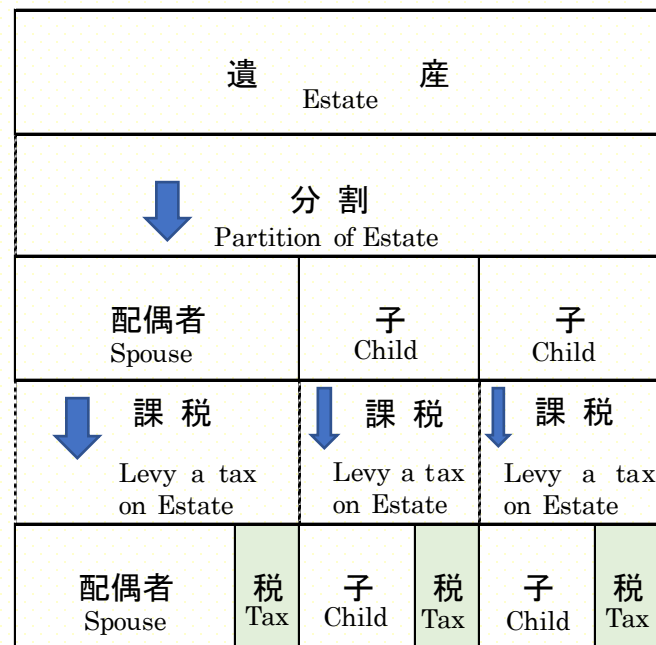 遺 産
Estate
分 割
Partition of Estate
配偶者 子 子
Spouse Child Child
課 税 課 税 課 税
Levy a tax Levy a tax Levy a tax
on Estate on Estate on Estate
配偶者 税 子 税 子 税
Spouse Tax Child Tax Child Tax